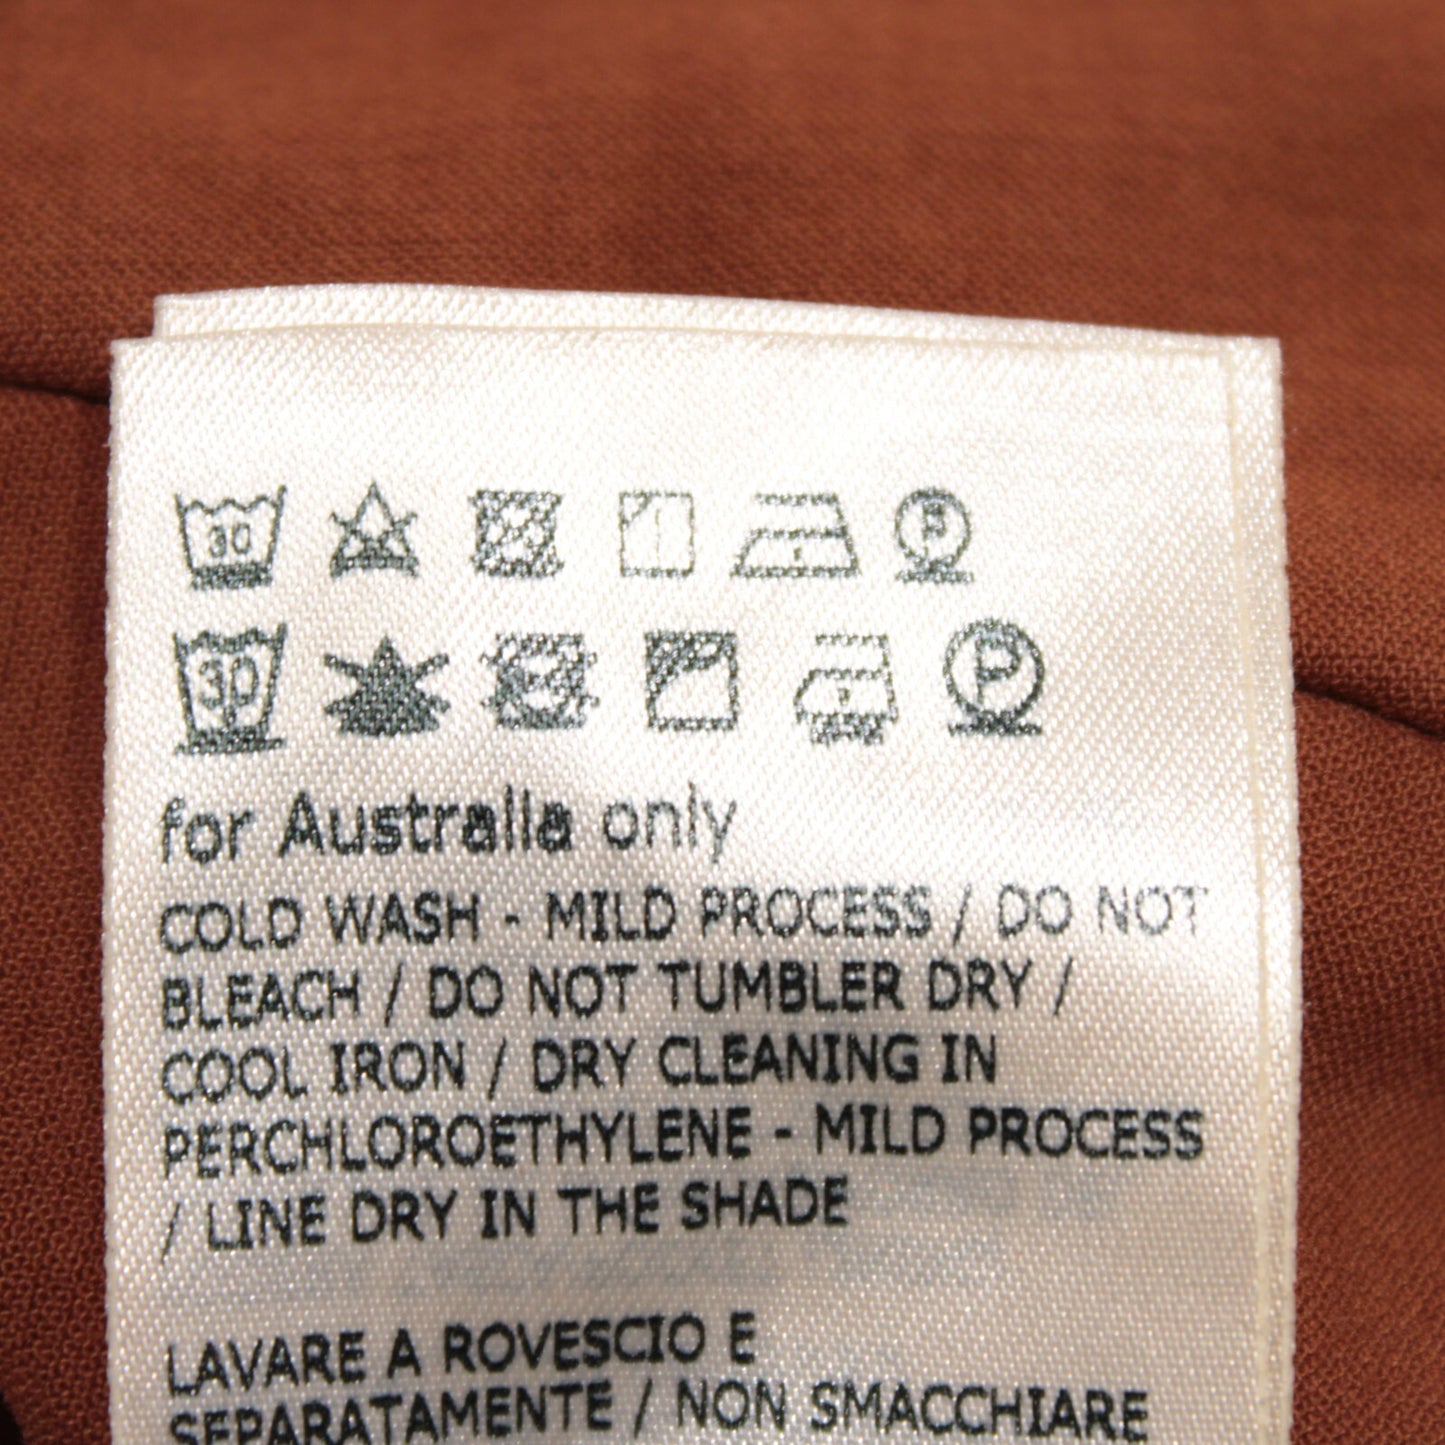 30
P
30
P
for Australia only
COLD WASH - MILD PROCESS / DO NOT
BLEACH / DO NOT TUMBLER DRY /
COOL IRON / DRY CLEANING IN
PERCHLOROETHYLENE - MILD PROCESS
/ LINE DRY IN THE SHADE
LAVARE A ROVESCIO E
SEPARATAMENTE / NON SMACCHIARE